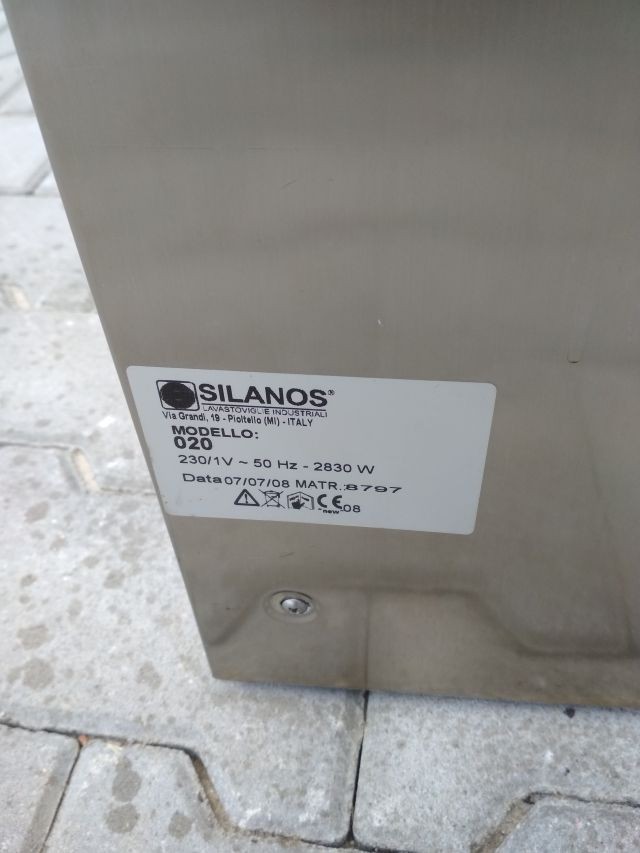 SILANOS®
LAVASTOVIGLIE INDUSTRIALI
Via Grandi, 19 - Pioltello (MI) - ITALY
MODELLO:
020
230/1V ~ 50 Hz - 2830 W
Data 07/07/08 MATR.:8797
CE 08
new